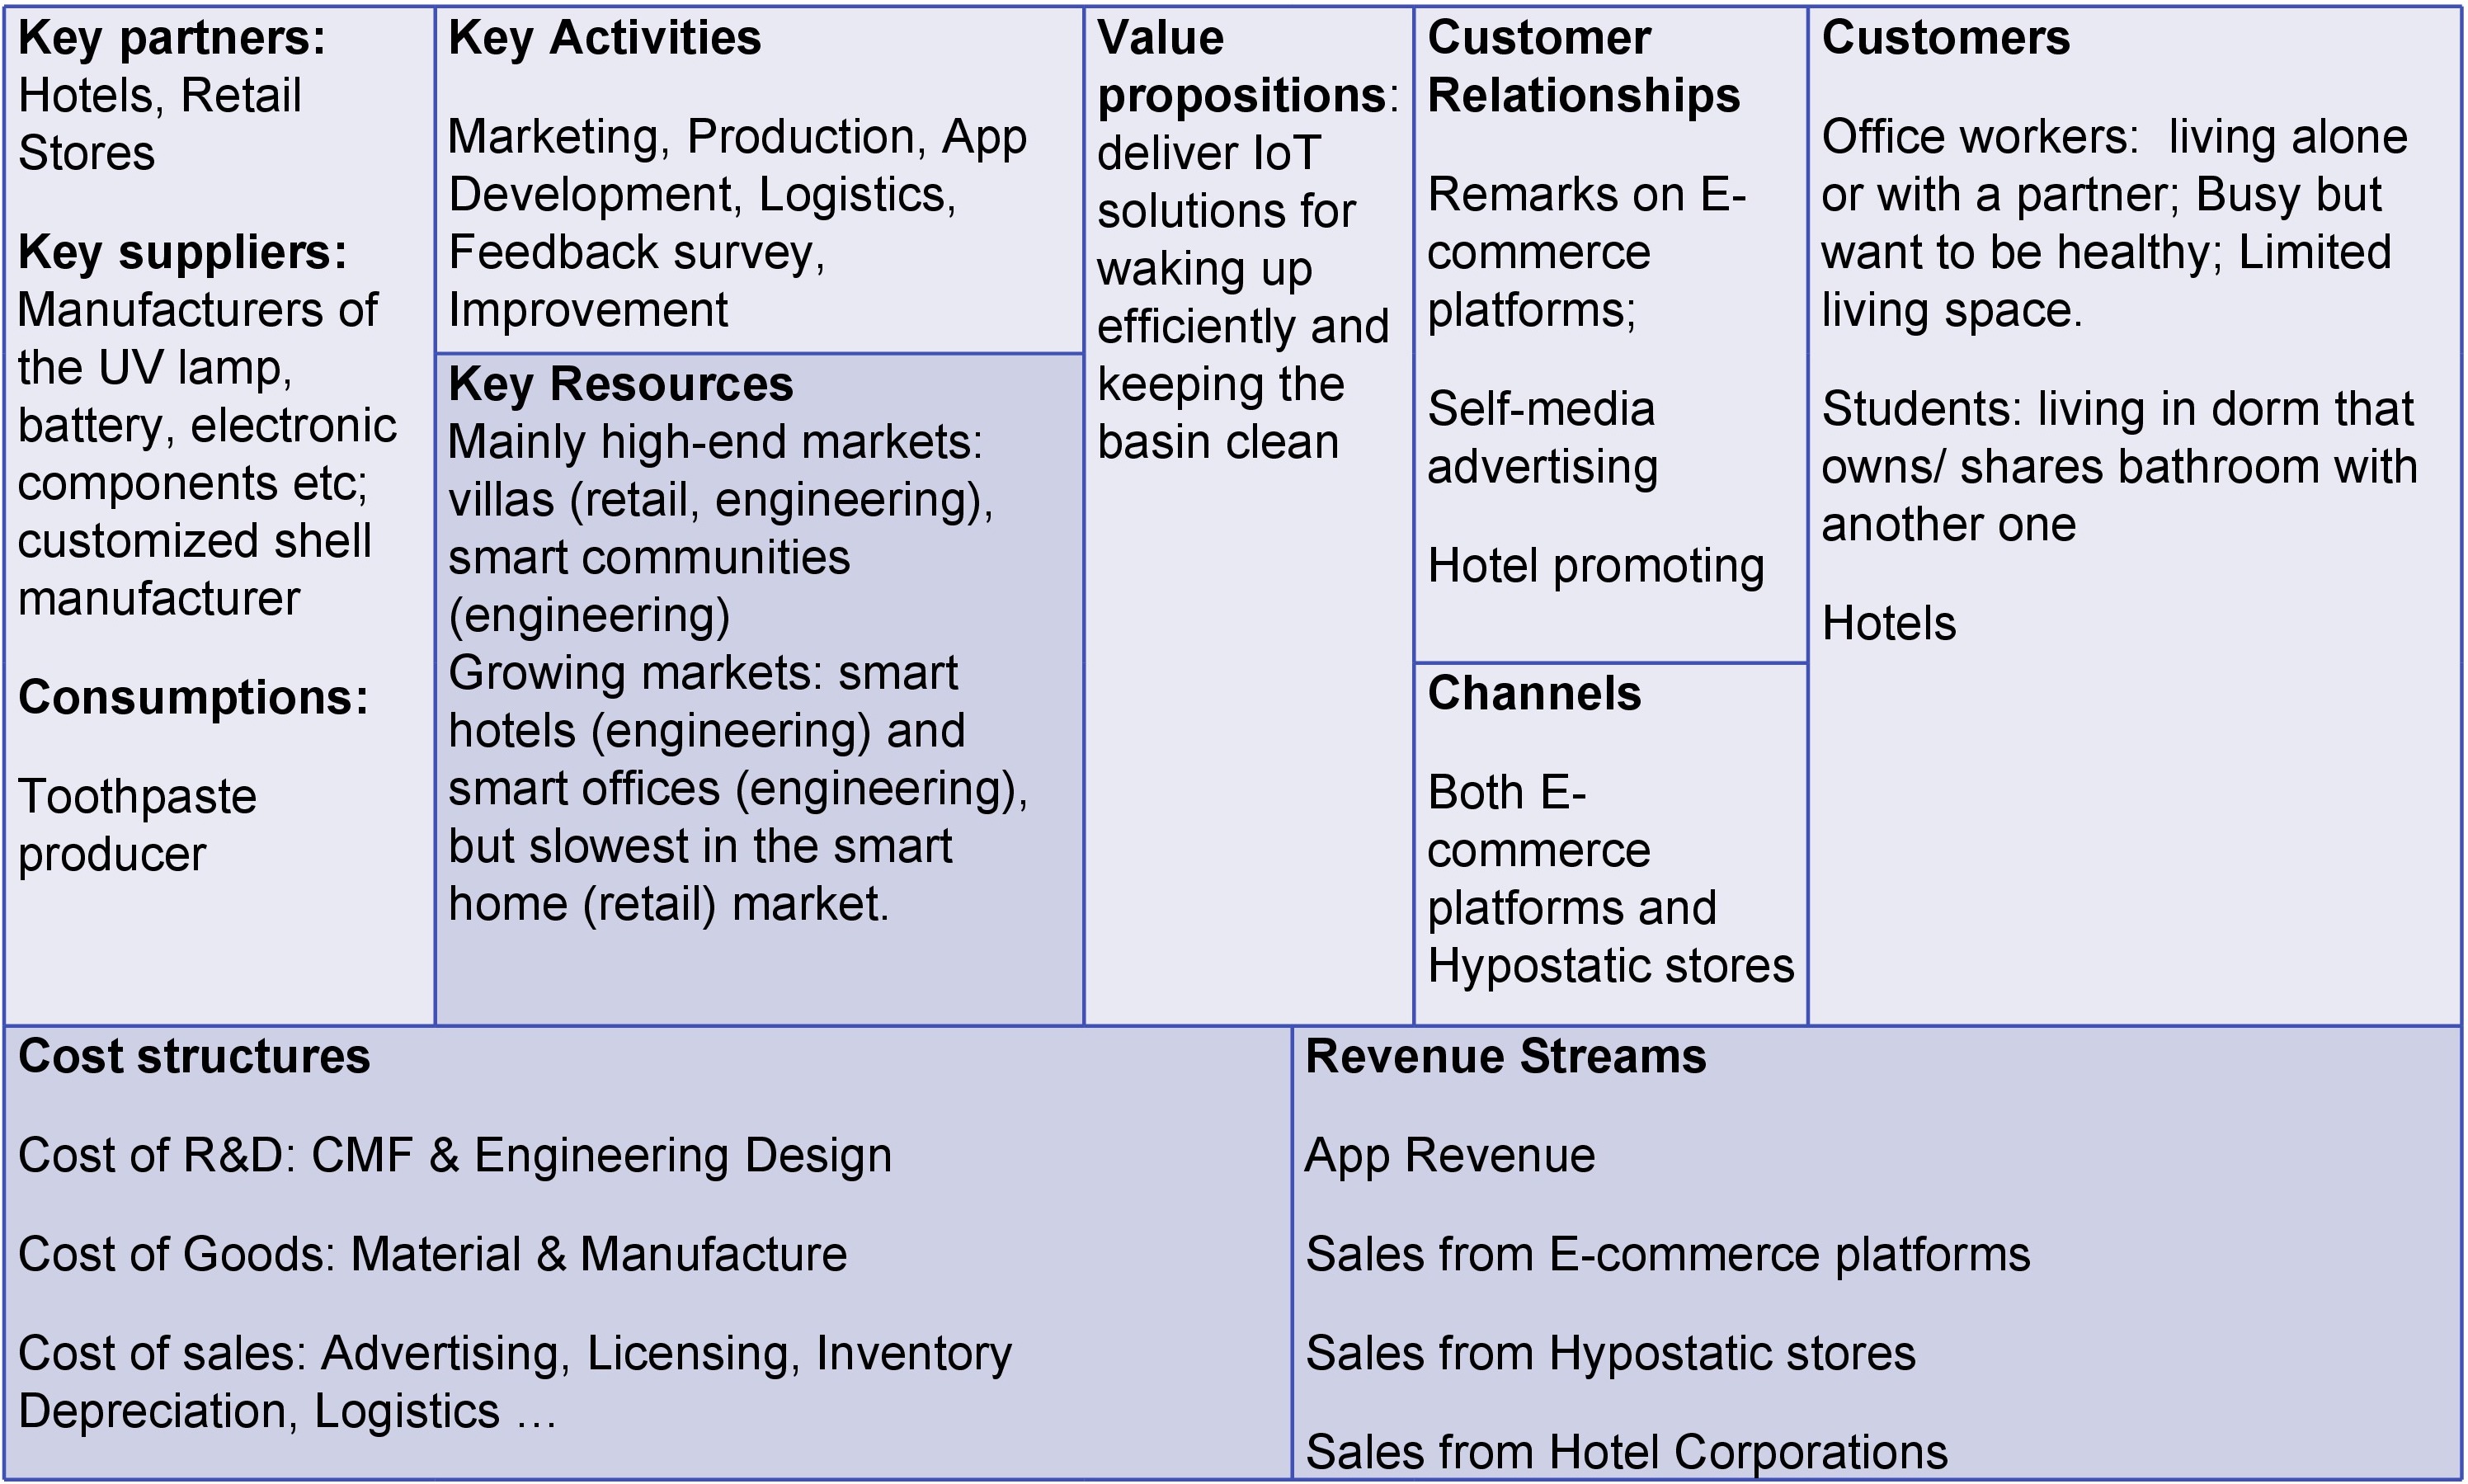 Key partners:
Hotels, Retail
Stores
Key suppliers:
Manufacturers of
the UV lamp,
battery, electronic
components etc;
customized shell
manufacturer
Consumptions:
Toothpaste
producer
Key Activities
Marketing, Production, App
Development, Logistics,
Feedback survey,
Improvement
Key Resources
Mainly high-end markets:
villas (retail, engineering),
smart communities
(engineering)
Growing markets: smart
hotels (engineering) and
smart offices (engineering),
but slowest in the smart
home (retail) market.
Value
propositions:
deliver IoT
solutions for
waking up
efficiently and
keeping the
basin clean
Customer
Relationships
Remarks on E-
commerce
platforms;
Self-media
advertising
Hotel promoting
Channels
Both E-
commerce
platforms and
Hypostatic stores
Customers
Office workers:  living alone
or with a partner; Busy but
want to be healthy; Limited
living space.
Students: living in dorm that
owns/ shares bathroom with
another one
Hotels
Cost structures
Cost of R&D: CMF & Engineering Design
Cost of Goods: Material & Manufacture
Cost of sales: Advertising, Licensing, Inventory
Depreciation, Logistics …
Revenue Streams
App Revenue
Sales from E-commerce platforms
Sales from Hypostatic stores
Sales from Hotel Corporations